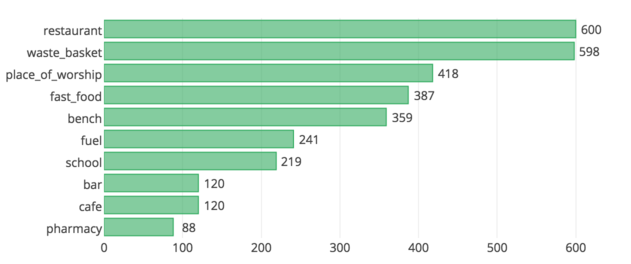 restaurant 600
waste_basket 598
place_of_worship 418
fast_food 387
bench 359
fuel 241
school 219
bar 120
cafe 120
pharmacy 88
0 100 200 300 400 500 600